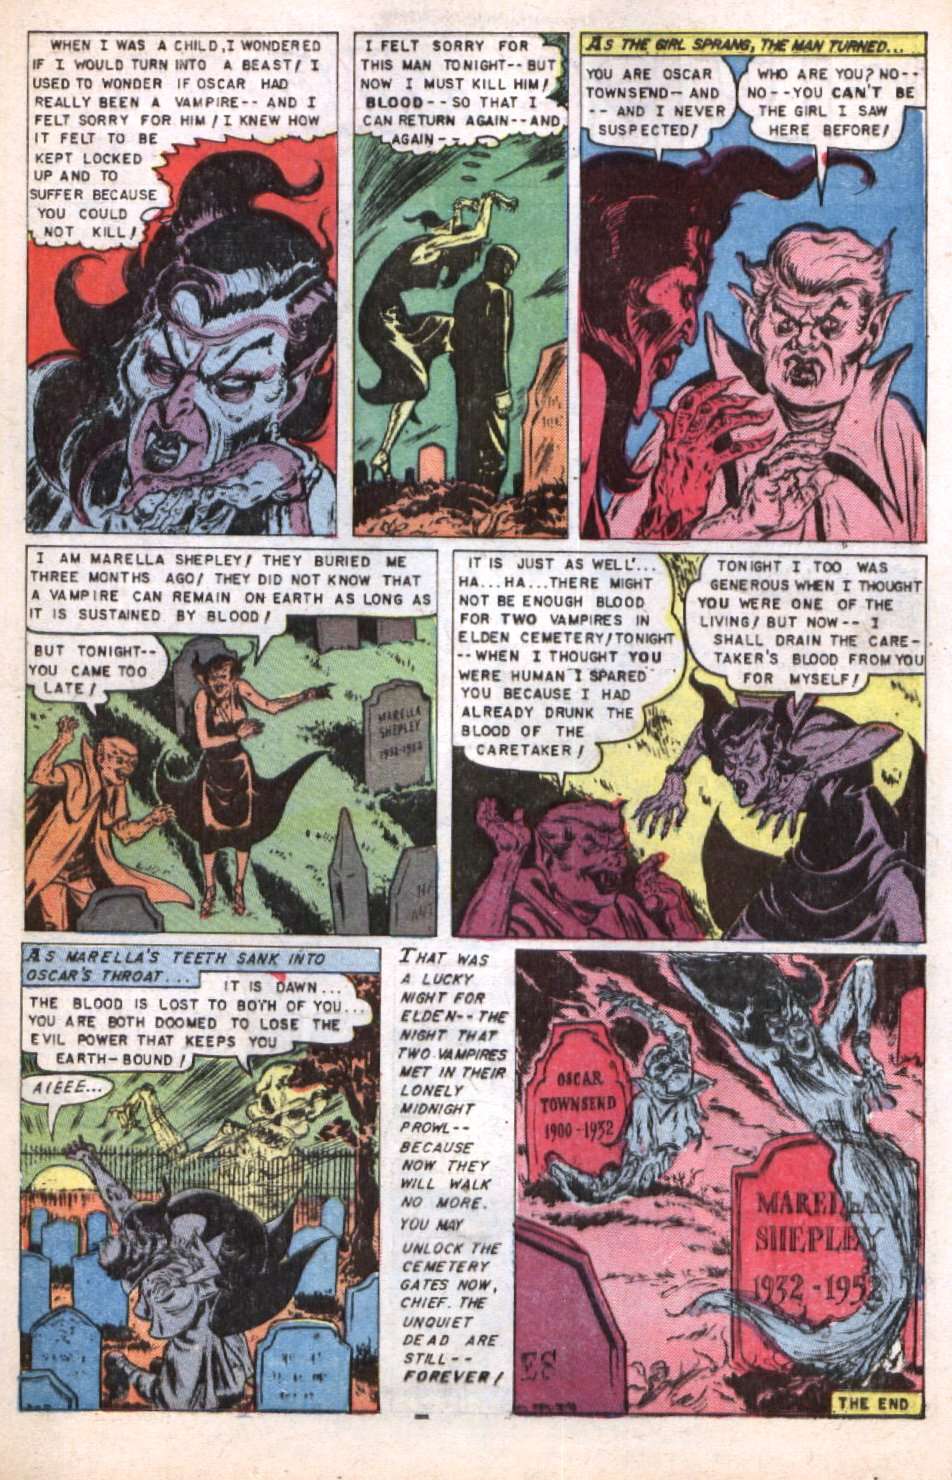 WHEN I WAS A CHILD, I WONDERED
IF I WOULD TURN INTO A BEAST! I
USED TO WONDER IF OSCAR HAD
REALLY BEEN A VAMPIRE-- AND I
FELT SORRY FOR HIM! I KNEW HOW
IT FELT TO BE
KEPT LOCKED
UP AND TO
SUFFER BECAUSE
YOU COULD
NOT KILL!
I FELT SORRY FOR
THIS MAN TONIGHT--BUT
NOW I MUST KILL HIM!
BLOOD-- SO THAT I
CAN RETURN AGAIN--AND
AGAIN--
AS THE GIRL SPRANG, THE MAN TURNED...
YOU ARE OSCAR
TOWNSEND-- AND
-- AND I NEVER
SUSPECTED!
WHO ARE YOU? NO--
NO--YOU CAN'T BE
THE GIRL I SAW
HERE BEFORE!
I AM MARELLA SHEPLEY! THEY BURIED ME
THREE MONTHS AGO! THEY DID NOT KNOW THAT
A VAMPIRE CAN REMAIN ON EARTH AS LONG AS
IT IS SUSTAINED BY BLOOD!
BUT TONIGHT--
YOU CAME TOO
LATE!
MARELLA
SHEPLEY
1932-1952
IT IS JUST AS WELL...
HA...HA...THERE MIGHT
NOT BE ENOUGH BLOOD
FOR TWO VAMPIRES IN
ELDEN CEMETERY! TONIGHT
--WHEN I THOUGHT YOU
WERE HUMAN I SPARED
YOU BECAUSE I HAD
ALREADY DRUNK THE
BLOOD OF THE
CARETAKER!
TONIGHT I TOO WAS
GENEROUS WHEN I THOUGHT
YOU WERE ONE OF THE
LIVING! BUT NOW-- I
SHALL DRAIN THE CARE-
TAKER'S BLOOD FROM YOU
FOR MYSELF!
AS MARELLA'S TEETH SANK INTO
OSCAR'S THROAT...
IT IS DAWN...
THE BLOOD IS LOST TO BOTH OF YOU...
YOU ARE BOTH DOOMED TO LOSE THE
EVIL POWER THAT KEEPS YOU
EARTH-BOUND!
AIEEE...
THAT WAS
A LUCKY
NIGHT FOR
ELDEN-- THE
NIGHT THAT
TWO VAMPIRES
MET IN THEIR
LONELY
MIDNIGHT
PROWL--
BECAUSE
NOW THEY
WILL WALK
NO MORE.
YOU MAY
UNLOCK THE
CEMETERY
GATES NOW,
CHIEF. THE
UNQUIET
DEAD ARE
STILL--
FOREVER!
OSCAR
TOWNSEND
1900-1952
MARELLA
SHEPLEY
1932-1952
ES
THE END